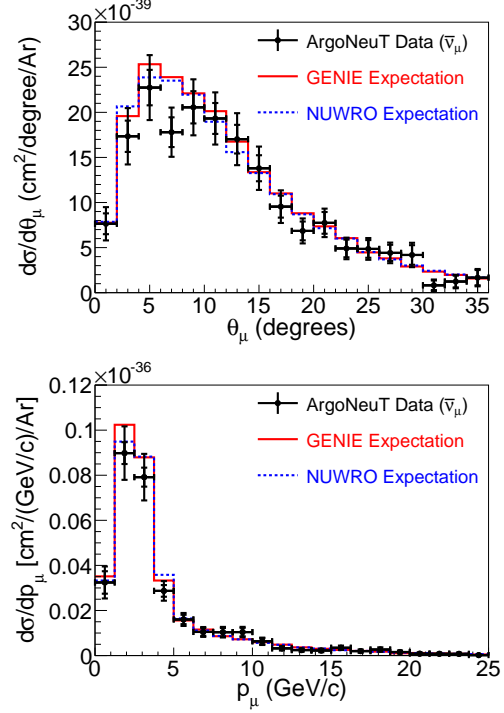 ×10⁻³⁹
35
30
25
20
15
10
5
0
dσ/dθμ (cm²/degree/Ar)
ArgoNeuT Data (ν̅μ)
GENIE Expectation
NUWRO Expectation
0 5 10 15 20 25 30 35
θμ (degrees)
×10⁻³⁶
0.12
0.1
0.08
0.06
0.04
0.02
0
dσ/dpμ [cm²/(GeV/c)/Ar]
ArgoNeuT Data (ν̅μ)
GENIE Expectation
NUWRO Expectation
0 5 10 15 20 25
pμ (GeV/c)